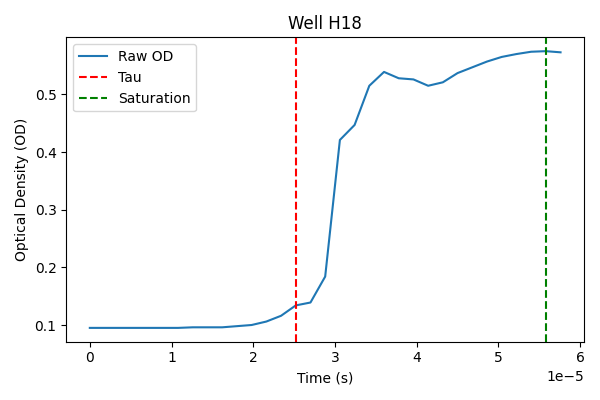 Well H18
Raw OD
Tau
Saturation
Optical Density (OD)
0.5
0.4
0.3
0.2
0.1
0 1 2 3 4 5 6
1e−5
Time (s)